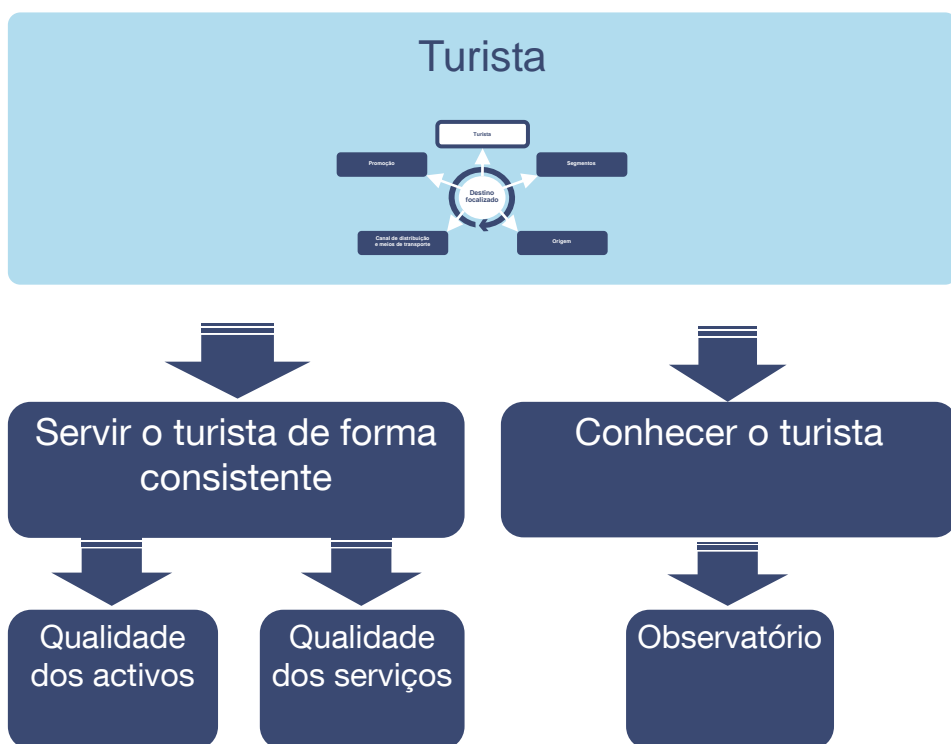 Turista
Turista
Promoção
Segmentos
Destino
focalizado
Canal de distribuição
e meios de transporte
Origem
Servir o turista de forma
consistente
Conhecer o turista
Qualidade
dos activos
Qualidade
dos serviços
Observatório